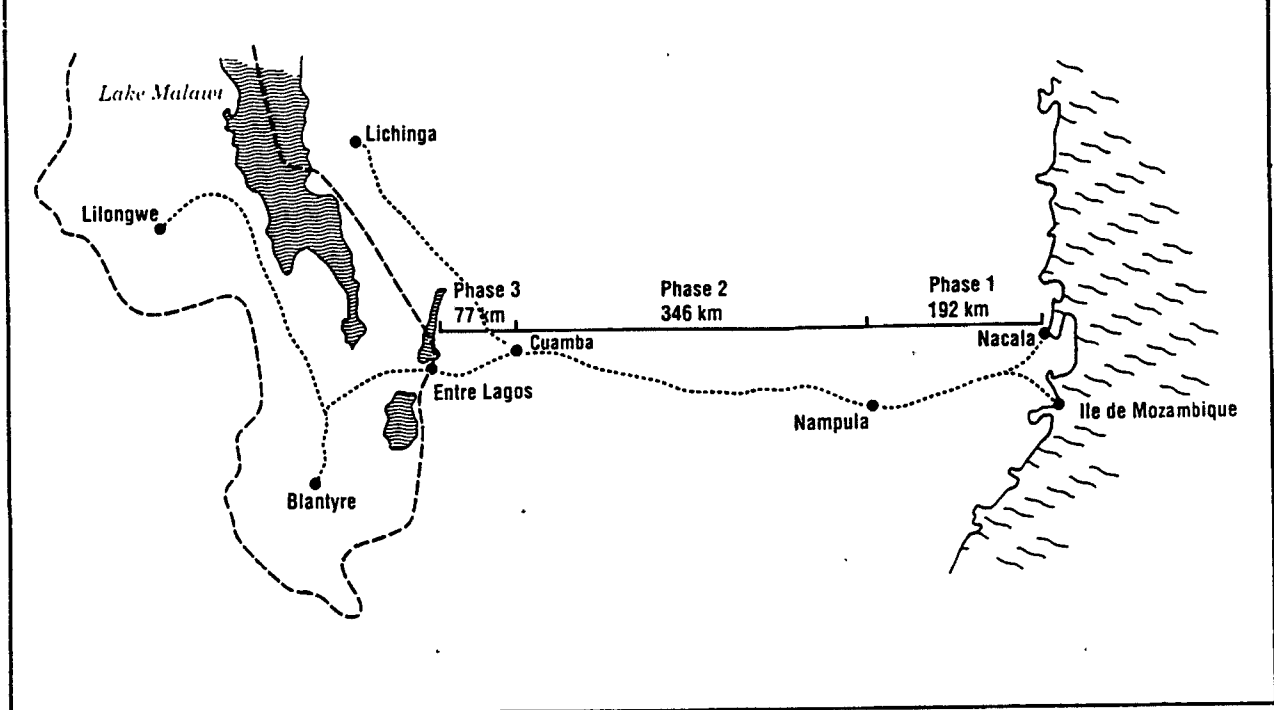 Lake Malawi
Lichinga
Lilongwe
Phase 3
77 km
Phase 2
346 km
Phase 1
192 km
Nacala
Cuamba
Entre Lagos
Nampula
Ile de Mozambique
Blantyre